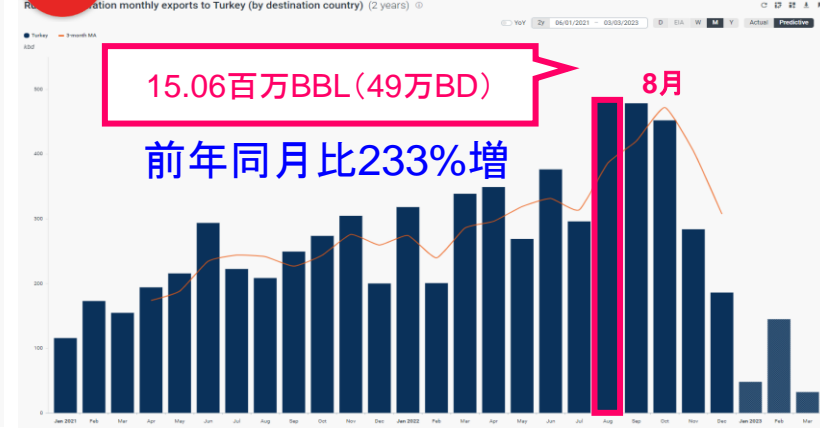 ration monthly exports to Turkey (by destination country) (2 years)
YoY 2y 06/01/2021 - 03/03/2023 D EIA W M Y Actual Predictive
Turkey 3-month MA
kbd
15.06百万BBL（49万BD）
8月
前年同月比233%増
500
400
300
200
100
0
Jan 2021 Feb Mar Apr May Jun Jul Aug Sep Oct Nov Dec Jan 2022 Feb Mar Apr May Jun Jul Aug Sep Oct Nov Dec Jan 2023 Feb Mar